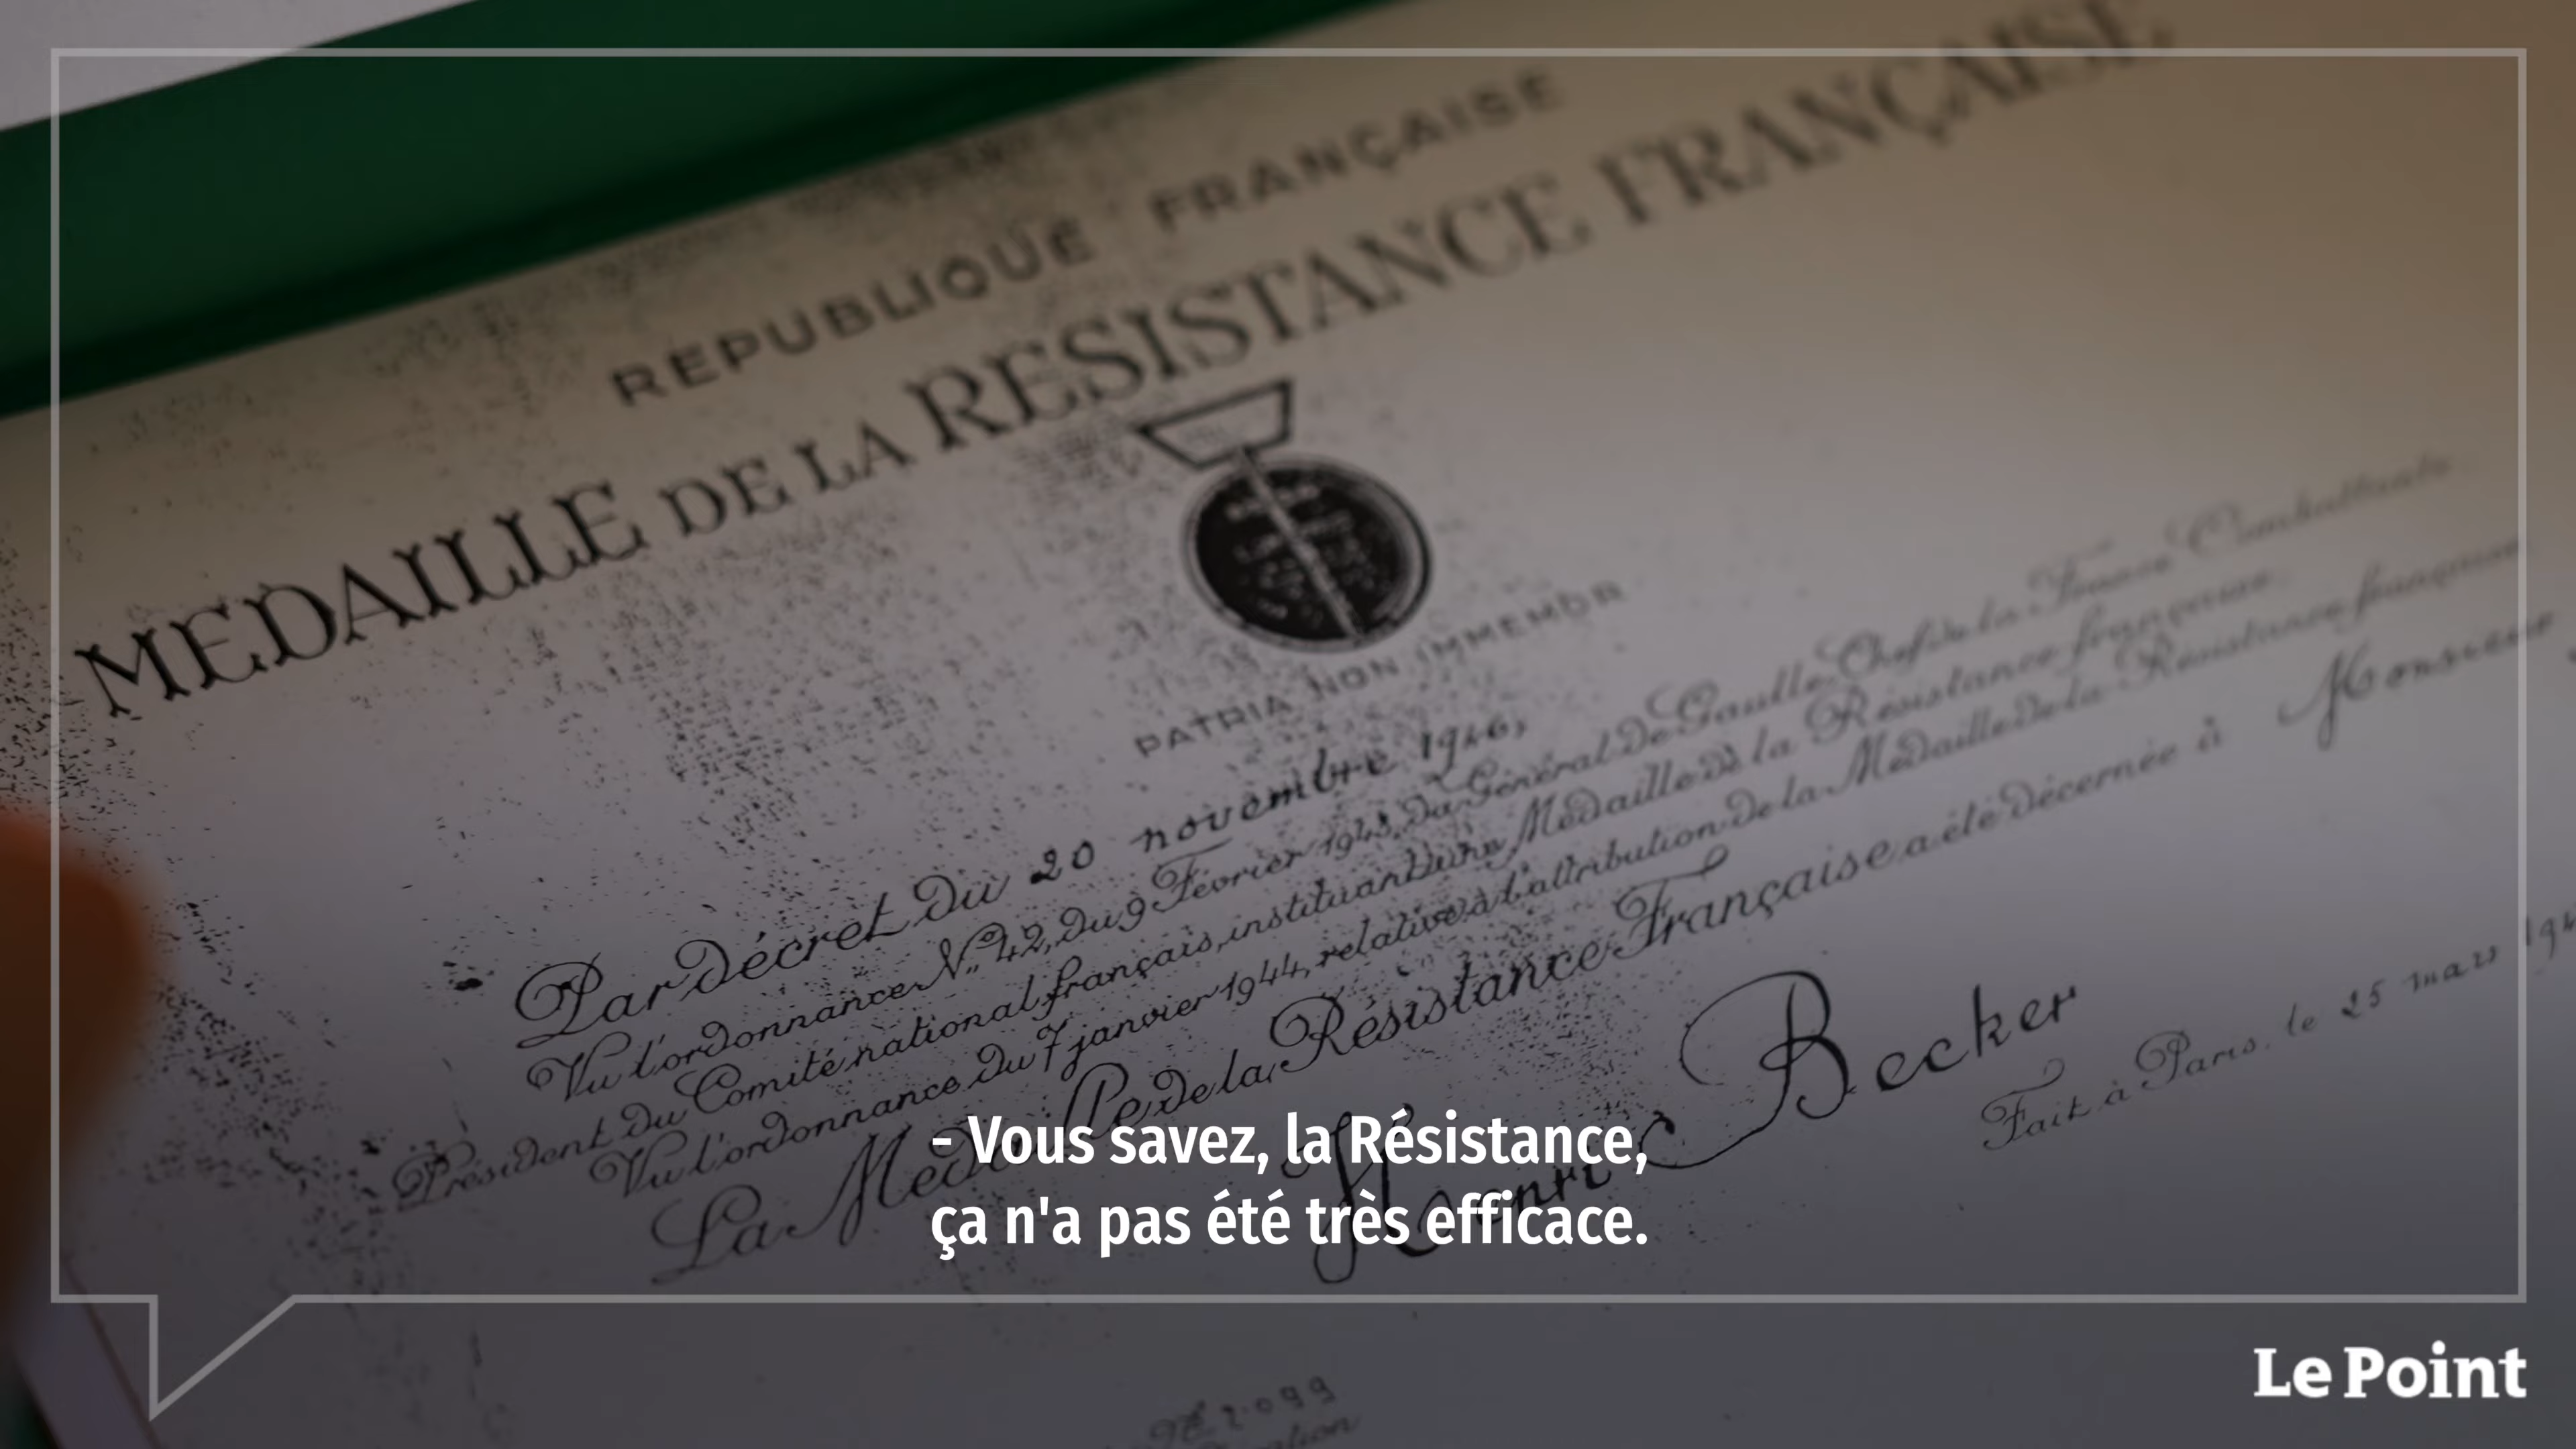 REPUBLIQUE FRANÇAISE
MEDAILLE DE LA RESISTANCE FRANÇAISE
PATRIA NON IMMEMOR
Par Décret Du 20 novembre 1946,
Vu l'ordonnance N° 42, Du 9 Février 1943, Du Général De Gaulle Chef de la France Combattante
Président Du Comité national français, instituant une Médaille de la Résistance française
Vu l'ordonnance Du 7 janvier 1944, relative à l'attribution De la Médaille De la Résistance française
La De la Résistance Française a été Décernée à Monsieur
Henri Becker
Fait à Paris, le 25 mars
- Vous savez, la Résistance,
ça n'a pas été très efficace.
Le Point